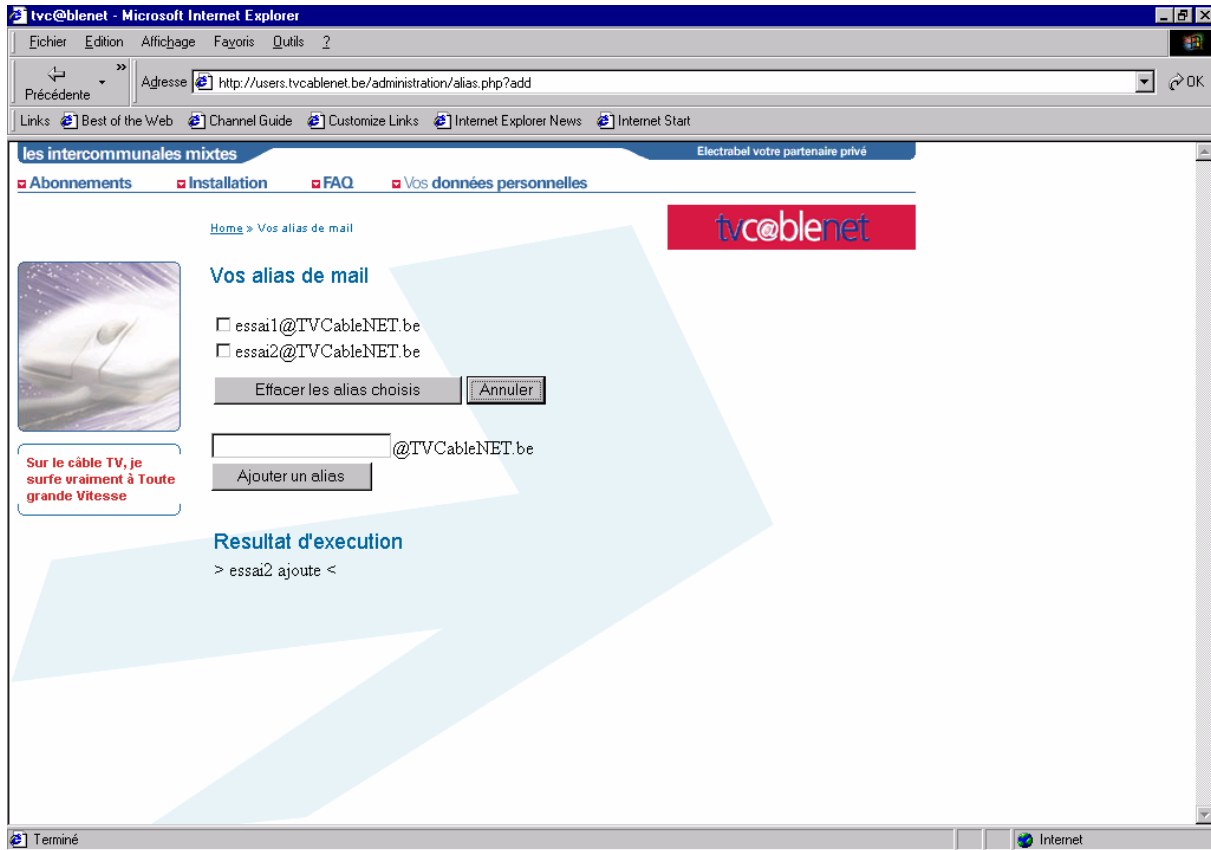 tvc@blenet - Microsoft Internet Explorer
Fichier Edition Affichage Favoris Outils ?
Précédente » Adresse http://users.tvcablenet.be/administration/alias.php?add OK
Links Best of the Web Channel Guide Customize Links Internet Explorer News Internet Start
les intercommunales mixtes Electrabel votre partenaire privé
Abonnements Installation FAQ Vos données personnelles
Home » Vos alias de mail
tvc@blenet
Vos alias de mail
essai1@TVCableNET.be
essai2@TVCableNET.be
Effacer les alias choisis Annuler
@TVCableNET.be
Ajouter un alias
Sur le câble TV, je
surfe vraiment à Toute
grande Vitesse
Resultat d'execution
> essai2 ajoute <
Terminé Internet